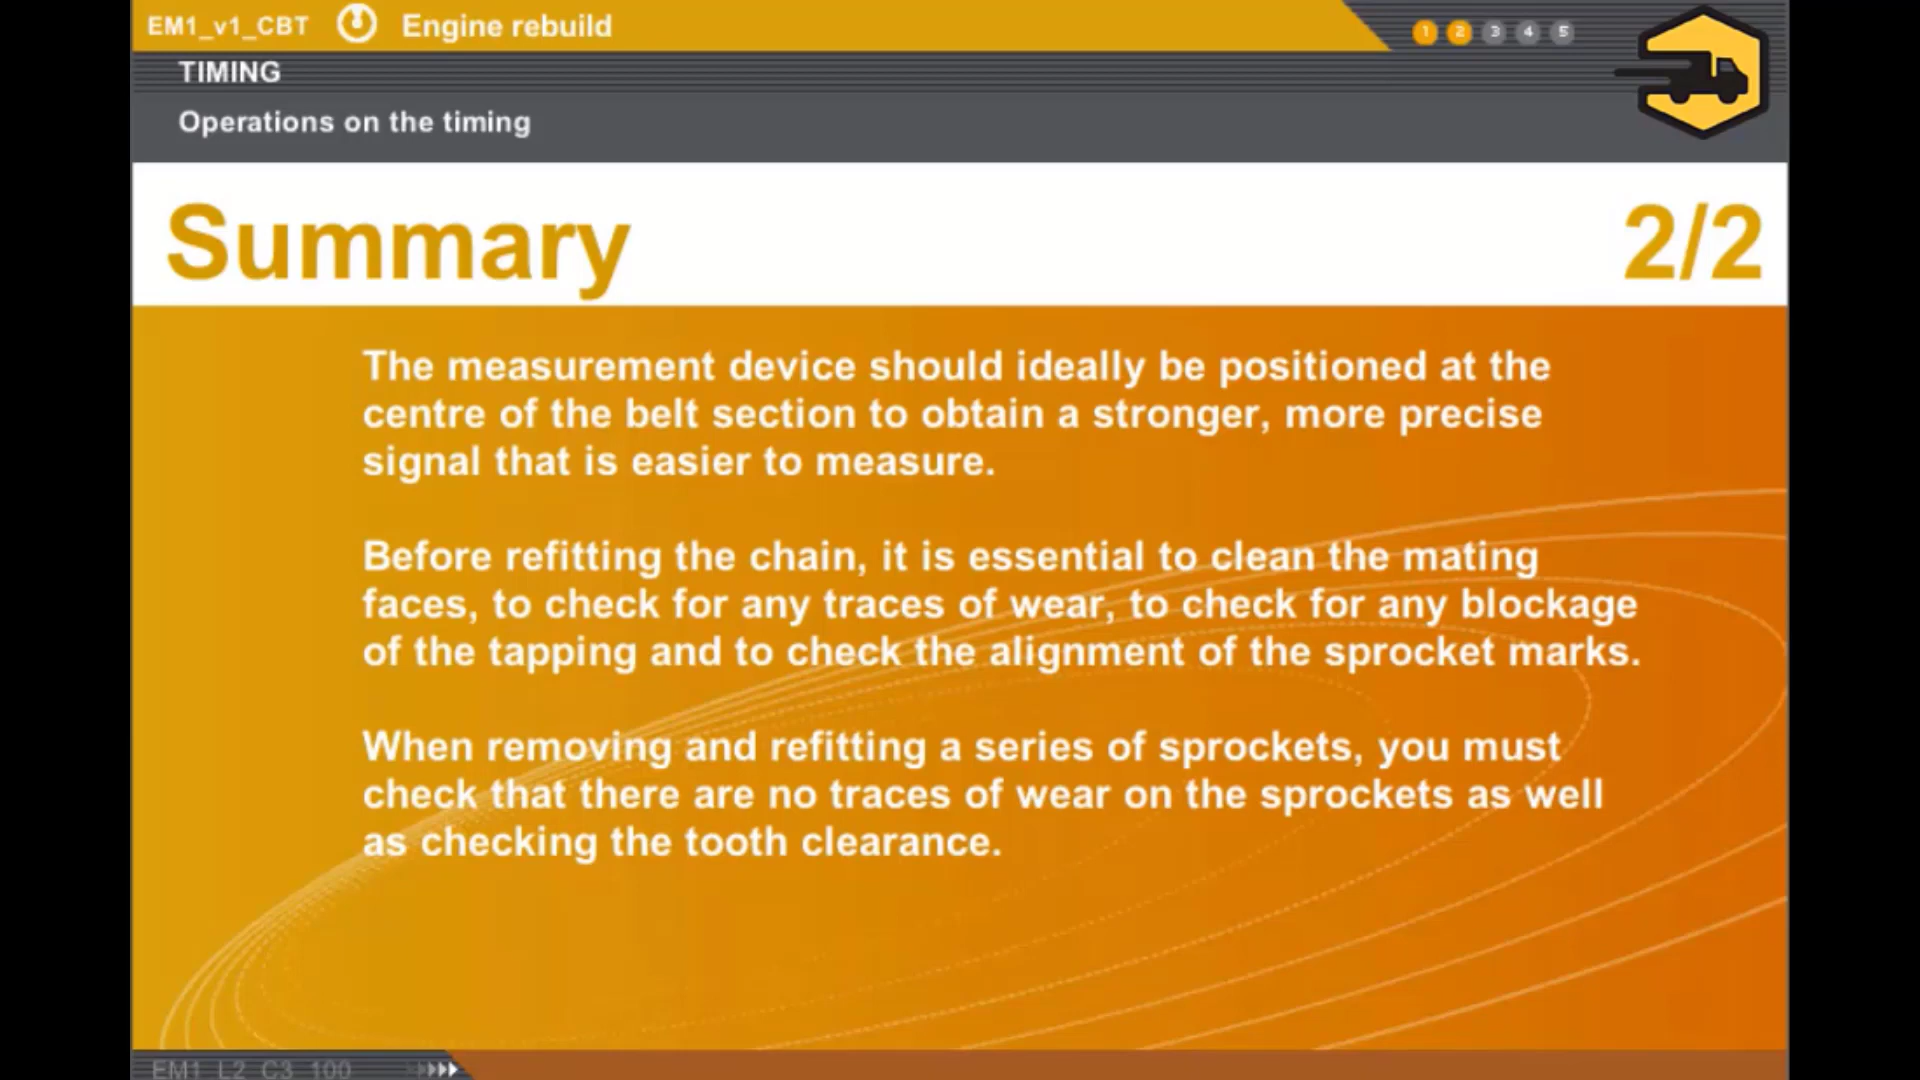 EM1_v1_CBT Engine rebuild
1 2 3 4 5
TIMING
Operations on the timing
Summary 2/2
The measurement device should ideally be positioned at the
centre of the belt section to obtain a stronger, more precise
signal that is easier to measure.
Before refitting the chain, it is essential to clean the mating
faces, to check for any traces of wear, to check for any blockage
of the tapping and to check the alignment of the sprocket marks.
When removing and refitting a series of sprockets, you must
check that there are no traces of wear on the sprockets as well
as checking the tooth clearance.
EM1_L2_C3_100